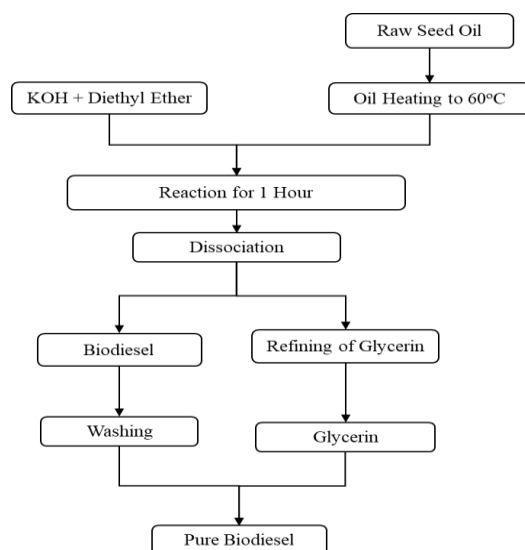 Raw Seed Oil
KOH + Diethyl Ether
Oil Heating to 60°C
Reaction for 1 Hour
Dissociation
Biodiesel
Refining of Glycerin
Washing
Glycerin
Pure Biodiesel